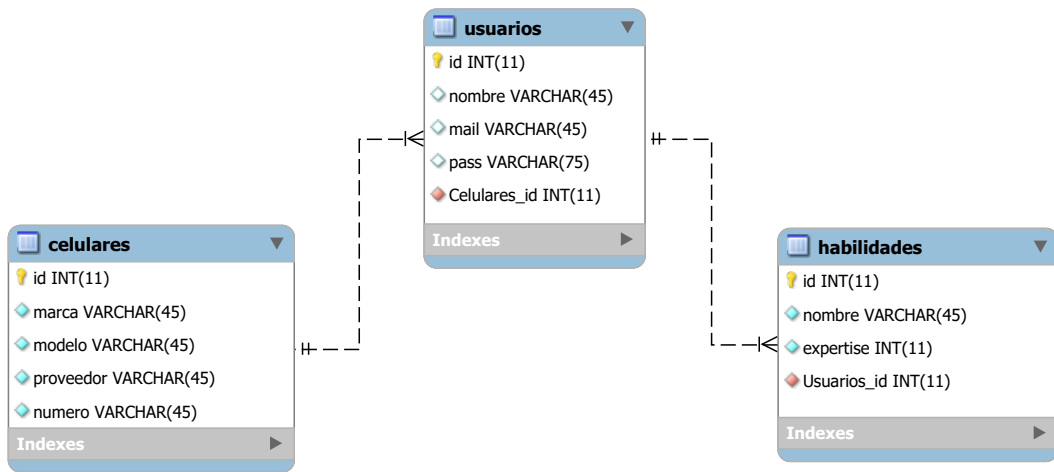 usuarios
id INT(11)
nombre VARCHAR(45)
mail VARCHAR(45)
pass VARCHAR(75)
Celulares_id INT(11)
Indexes
celulares
id INT(11)
marca VARCHAR(45)
modelo VARCHAR(45)
proveedor VARCHAR(45)
numero VARCHAR(45)
Indexes
habilidades
id INT(11)
nombre VARCHAR(45)
expertise INT(11)
Usuarios_id INT(11)
Indexes